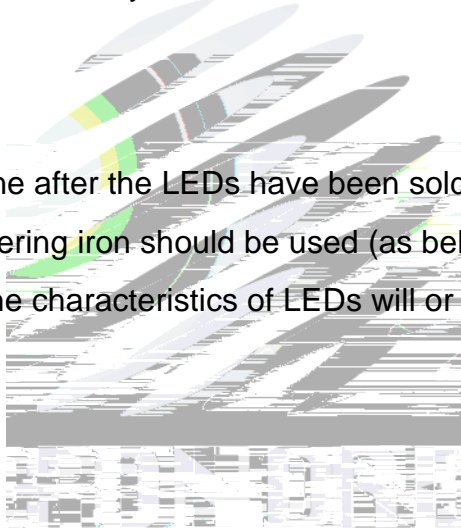 ne after the LEDs have been sold
ering iron should be used (as bel
ne characteristics of LEDs will or